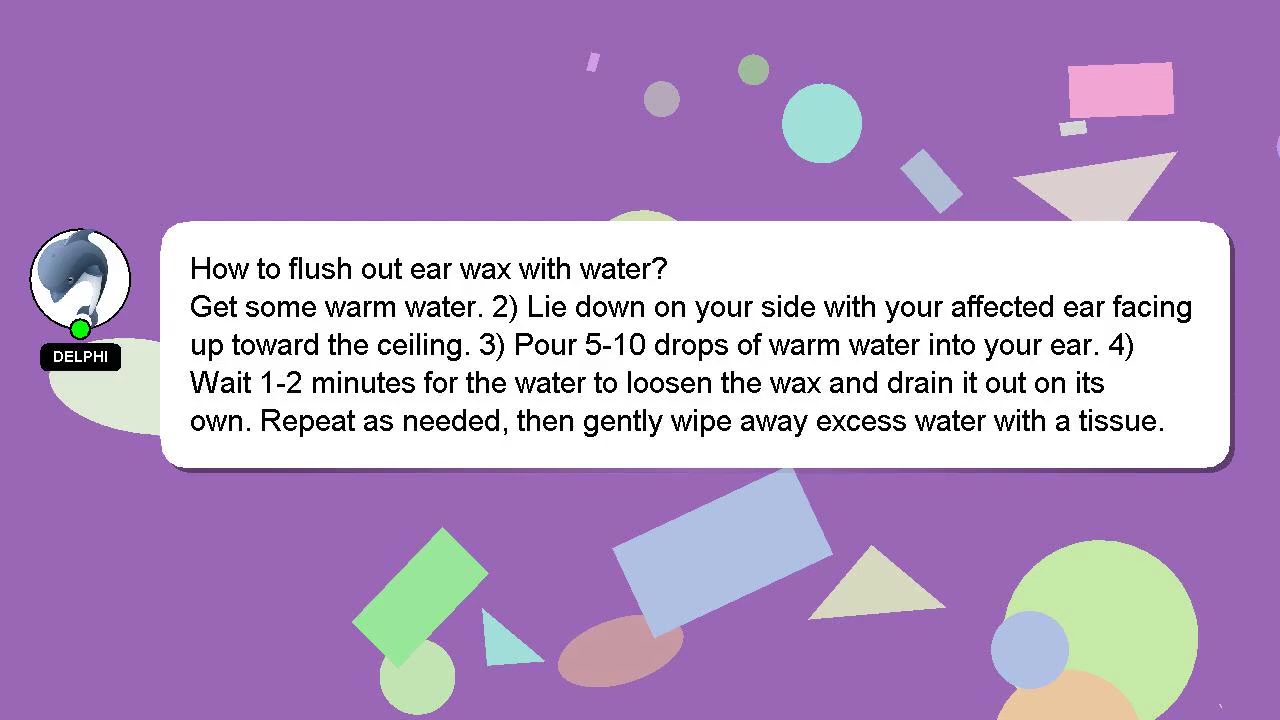 How to flush out ear wax with water?
Get some warm water. 2) Lie down on your side with your affected ear facing
up toward the ceiling. 3) Pour 5-10 drops of warm water into your ear. 4)
Wait 1-2 minutes for the water to loosen the wax and drain it out on its
own. Repeat as needed, then gently wipe away excess water with a tissue.
DELPHI